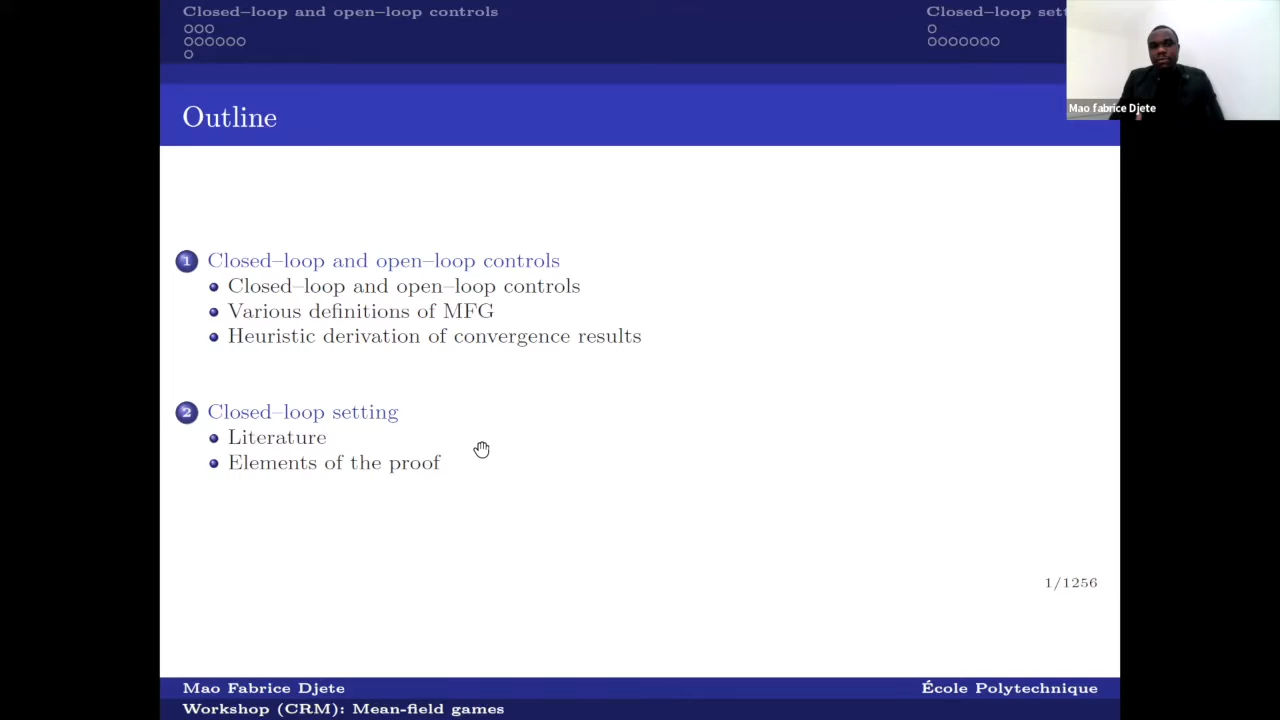 Closed–loop and open–loop controls
Closed–loop
Mao fabrice Djete
Outline
1 Closed–loop and open–loop controls
Closed–loop and open–loop controls
Various definitions of MFG
Heuristic derivation of convergence results
2 Closed–loop setting
Literature
Elements of the proof
1/1256
Mao Fabrice Djete
École Polytechnique
Workshop (CRM): Mean-field games